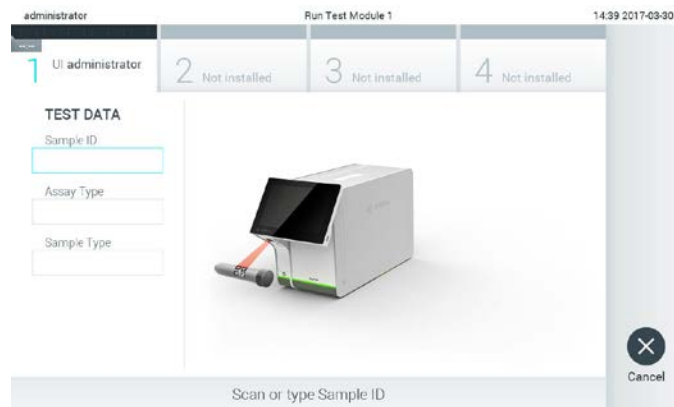 administrator Run Test Module 1 14:39 2017-03-30
1 UI administrator 2 Not installed 3 Not installed 4 Not installed
TEST DATA
Sample ID
Assay Type
Sample Type
Cancel
Scan or type Sample ID